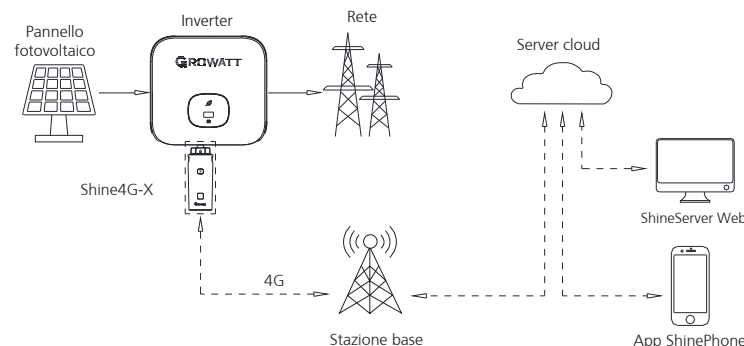 Pannello
fotovoltaico
Inverter
GROWATT
Rete
Server cloud
Shine4G-X
4G
Stazione base
ShineServer Web
App ShinePhone